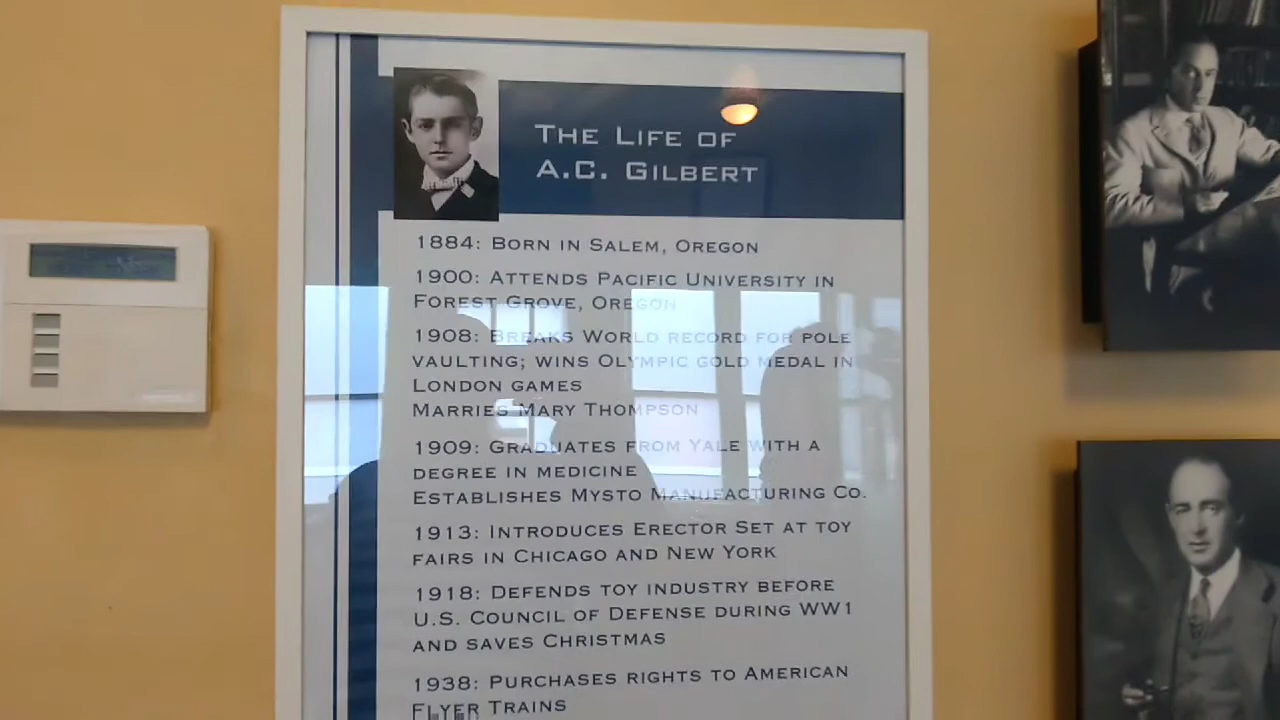 THE LIFE OF
A.C. GILBERT
1884: BORN IN SALEM, OREGON
1900: ATTENDS PACIFIC UNIVERSITY IN
FOREST GROVE, OREGON
1908: BREAKS WORLD RECORD FOR POLE
VAULTING; WINS OLYMPIC GOLD MEDAL IN
LONDON GAMES
MARRIES MARY THOMPSON
1909: GRADUATES FROM YALE WITH A
DEGREE IN MEDICINE
ESTABLISHES MYSTO MANUFACTURING CO.
1913: INTRODUCES ERECTOR SET AT TOY
FAIRS IN CHICAGO AND NEW YORK
1918: DEFENDS TOY INDUSTRY BEFORE
U.S. COUNCIL OF DEFENSE DURING WW1
AND SAVES CHRISTMAS
1938: PURCHASES RIGHTS TO AMERICAN
FLYER TRAINS